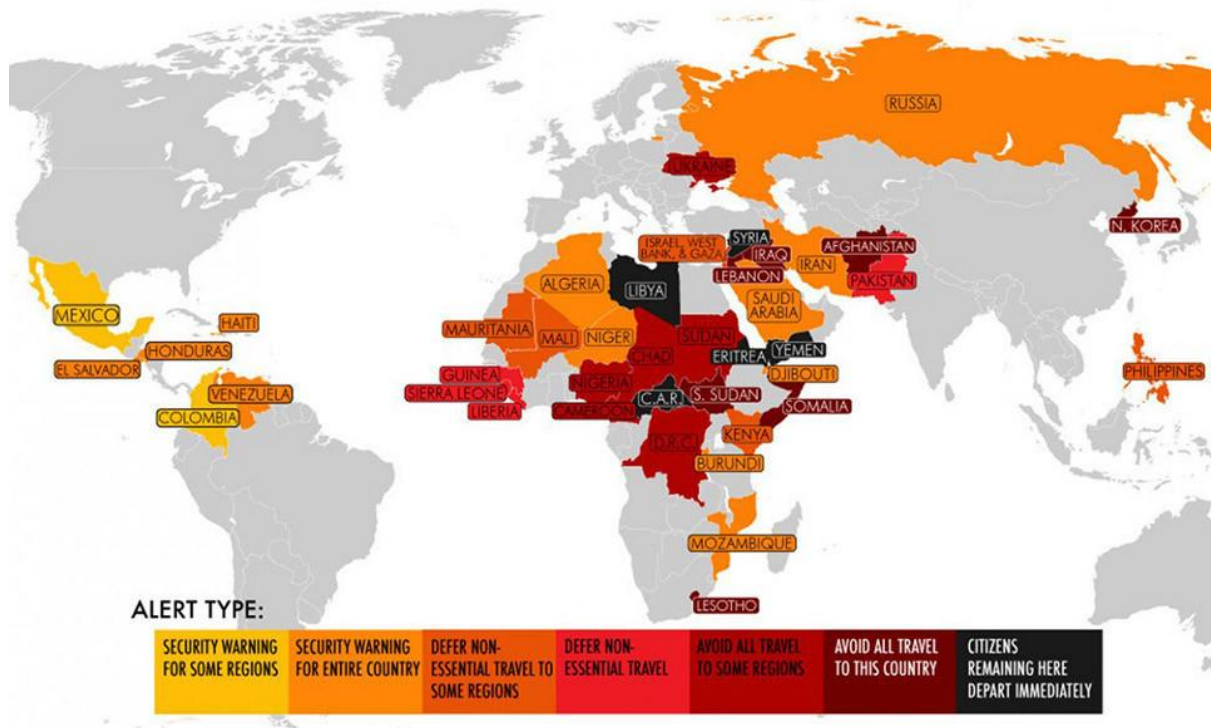 RUSSIA
UKRAINE
N. KOREA
SYRIA
AFGHANISTAN
ISRAEL, WEST
BANK, & GAZA
IRAQ
IRAN
LEBANON
PAKISTAN
ALGERIA
LIBYA
SAUDI
ARABIA
MEXICO
HAITI
MAURITANIA
MALI
NIGER
SUDAN
HONDURAS
CHAD
ERITREA
YEMEN
EL SALVADOR
GUINEA
DJIBOUTI
PHILIPPINES
VENEZUELA
SIERRA LEONE
NIGERIA
C.A.R.
S. SUDAN
SOMALIA
COLOMBIA
LIBERIA
CAMEROON
KENYA
D.R.C.
BURUNDI
MOZAMBIQUE
LESOTHO
ALERT TYPE:
SECURITY WARNING
FOR SOME REGIONS
SECURITY WARNING
FOR ENTIRE COUNTRY
DEFER NON-
ESSENTIAL TRAVEL TO
SOME REGIONS
DEFER NON-
ESSENTIAL TRAVEL
AVOID ALL TRAVEL
TO SOME REGIONS
AVOID ALL TRAVEL
TO THIS COUNTRY
CITIZENS
REMAINING HERE
DEPART IMMEDIATELY